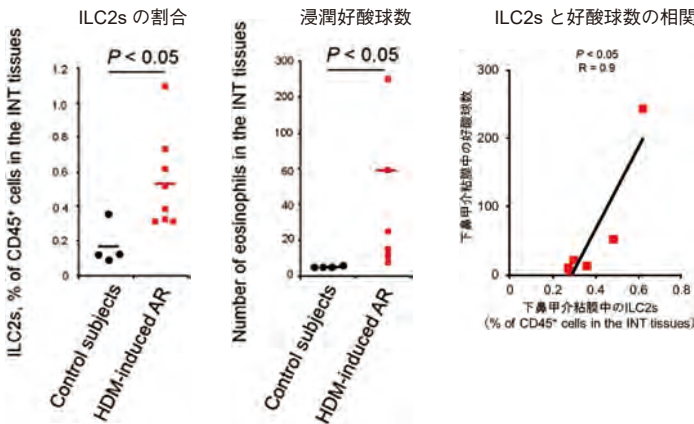 ILC2s の割合
P < 0.05
ILC2s, % of CD45⁺ cells in the INT tissues
1.2
1.0
0.8
0.6
0.4
0.2
0
Control subjects
HDM-induced AR
浸潤好酸球数
P < 0.05
Number of eosinophils in the INT tissues
300
100
60
20
10
0
Control subjects
HDM-induced AR
ILC2s と好酸球数の相関
P < 0.05
R = 0.9
下鼻甲介粘膜中の好酸球数
300
200
100
0
0
0.2
0.4
0.6
0.8
下鼻甲介粘膜中のILC2s
(% of CD45⁺ cells in the INT tissues)